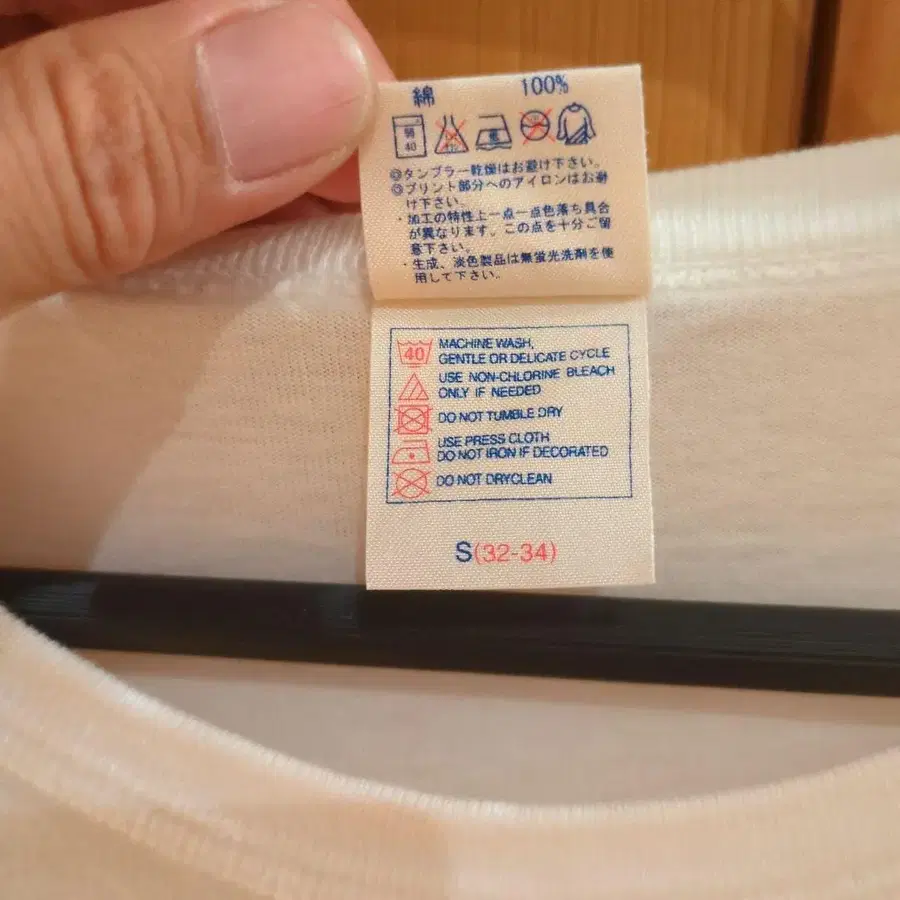 綿 100%
弱 40
◎タンブラー乾燥はお避け下さい。
◎プリント部分へのアイロンはお避
け下さい。
・加工の特性上一点一点色落ち具合
が異なります。この点を十分ご留
意下さい。
・生成、淡色製品は無蛍光洗剤を使
用して下さい。
40 MACHINE WASH,
GENTLE OR DELICATE CYCLE
USE NON-CHLORINE BLEACH
ONLY IF NEEDED
DO NOT TUMBLE DRY
USE PRESS CLOTH
DO NOT IRON IF DECORATED
DO NOT DRYCLEAN
S(32-34)